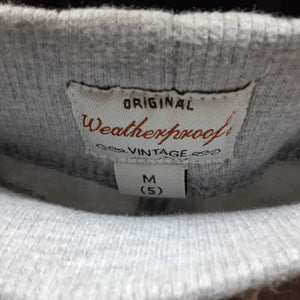 ORIGINAL
Weatherproof
VINTAGE
M
(S)